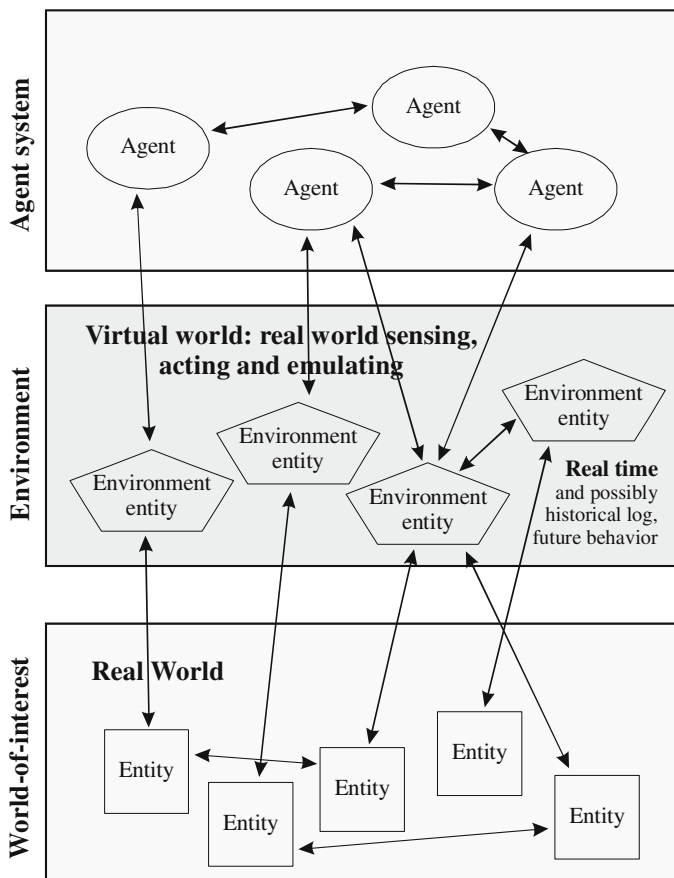 Agent system
Agent
Agent
Agent
Agent
Environment
Virtual world: real world sensing,
acting and emulating
Environment
entity
Environment
entity
Environment
entity
Environment
entity
Real time
and possibly
historical log,
future behavior
World-of-interest
Real World
Entity
Entity
Entity
Entity
Entity